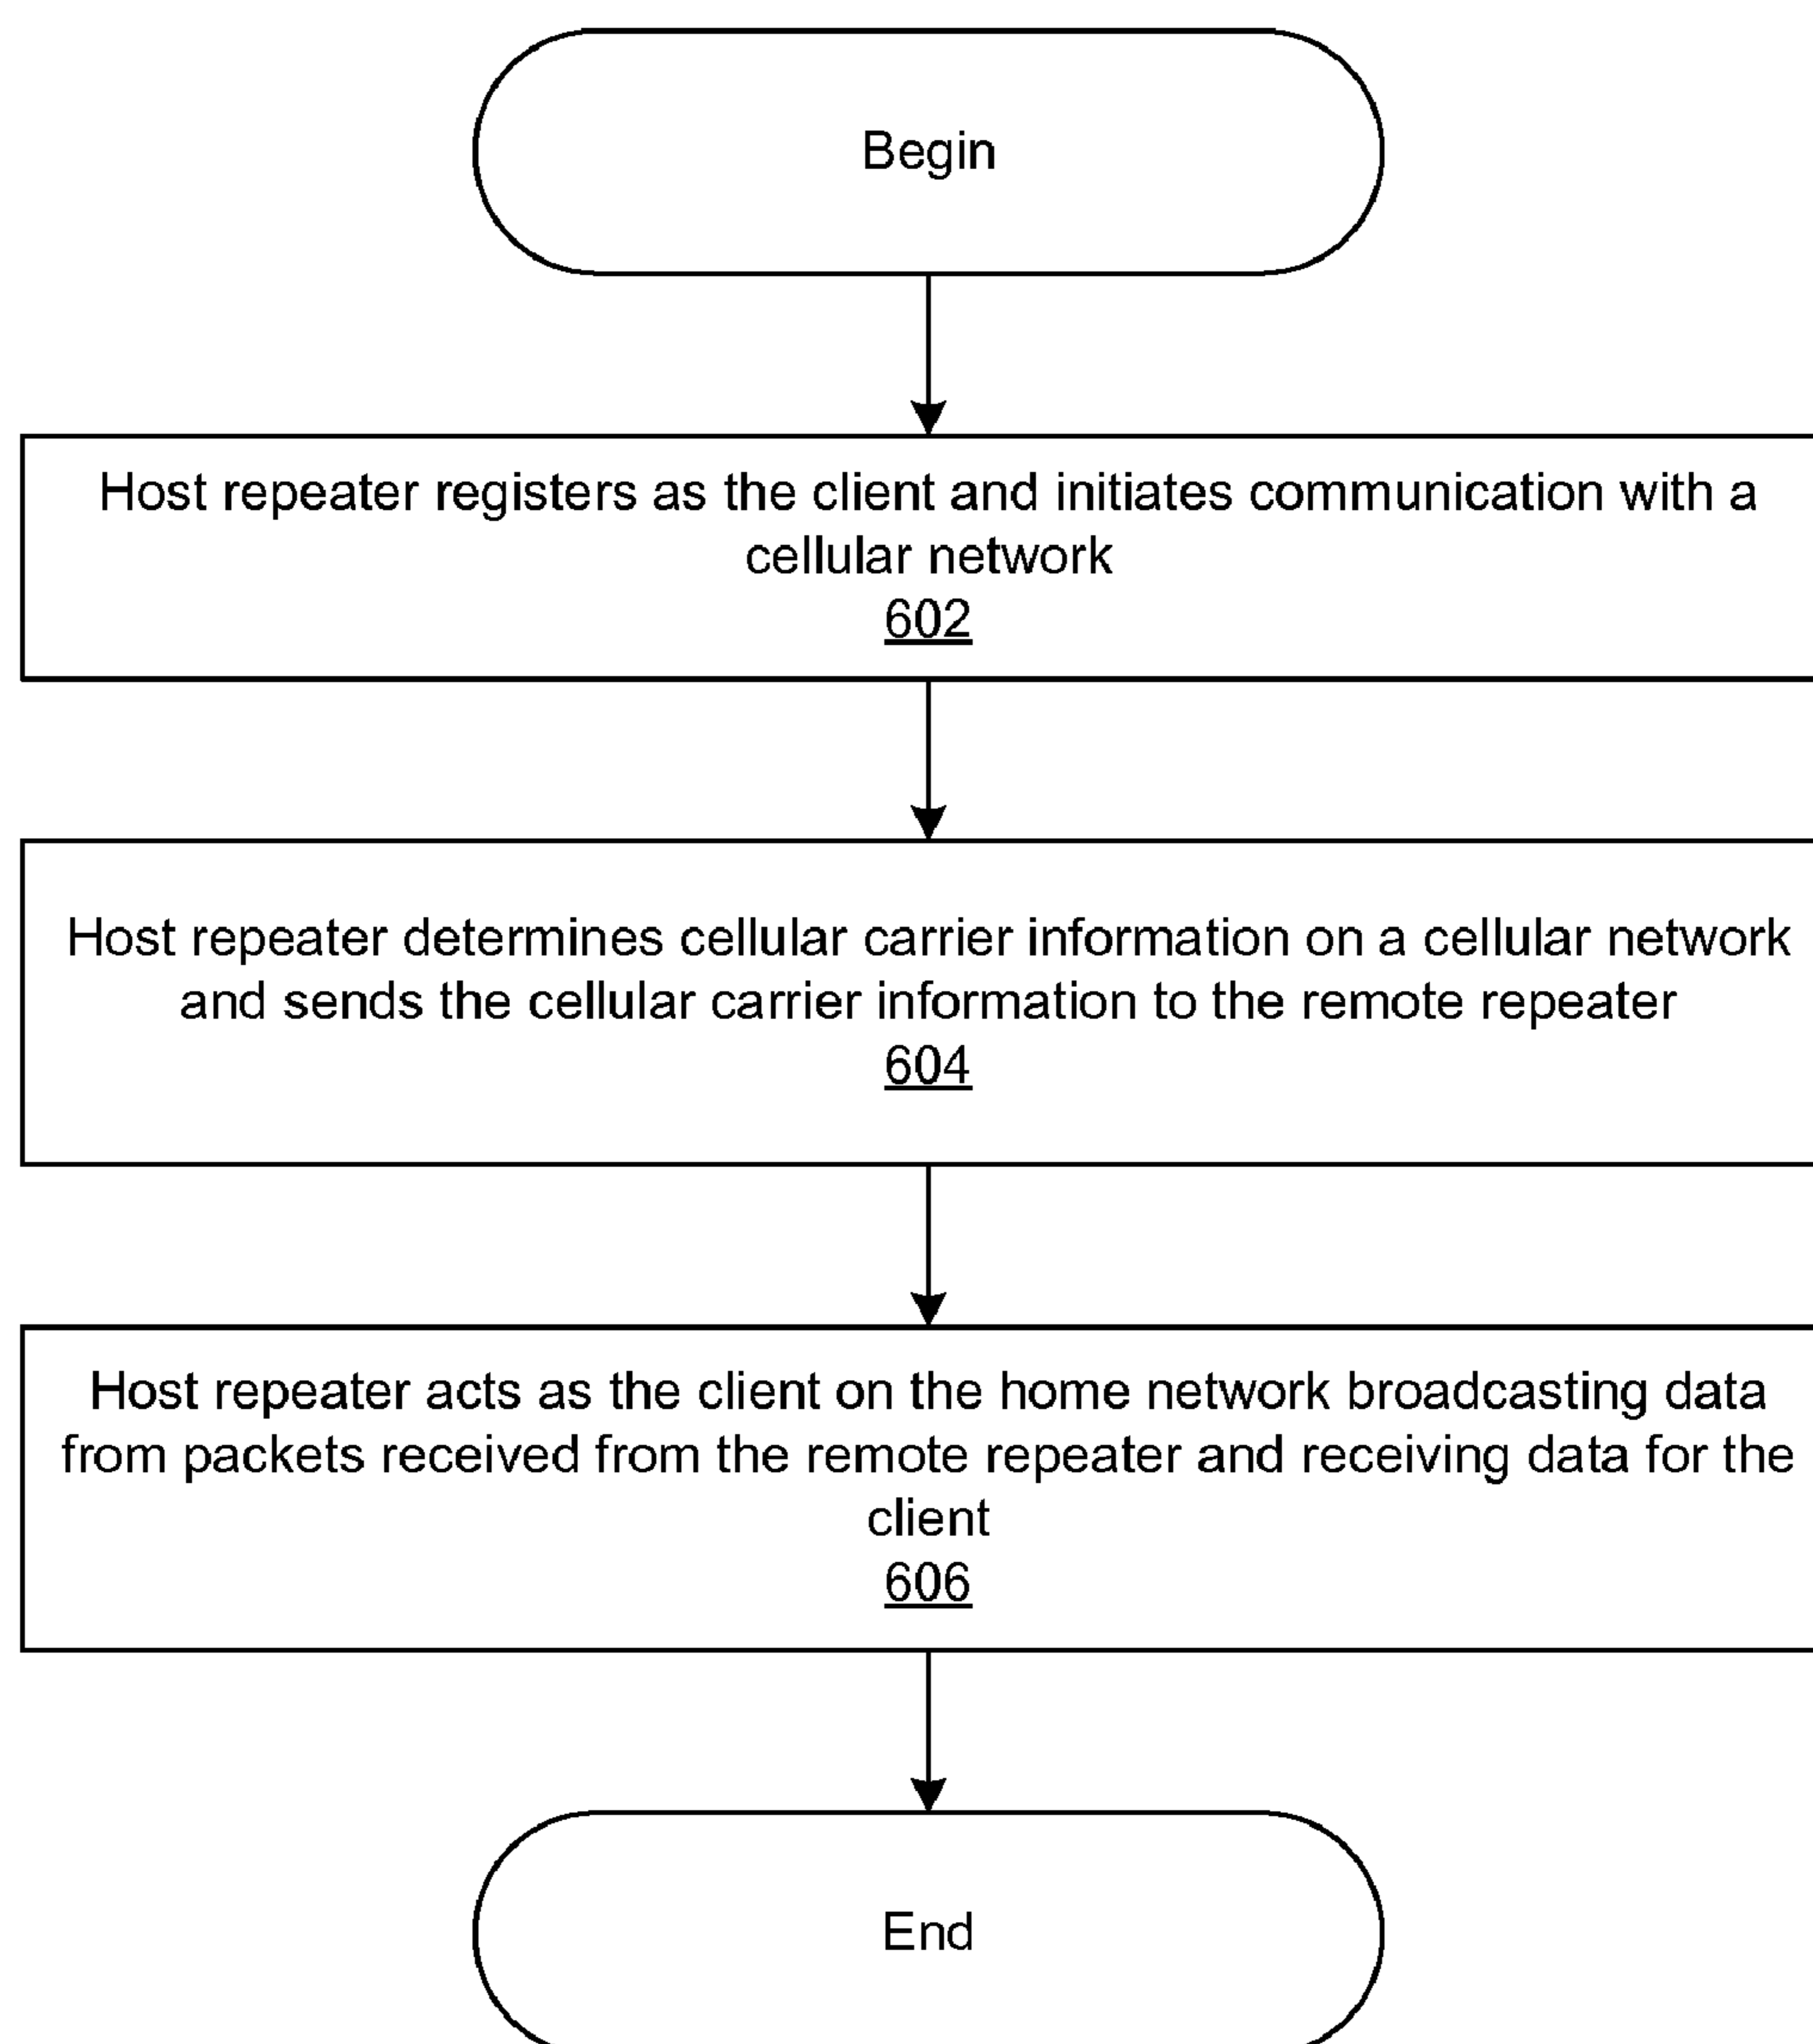 Begin
Host repeater registers as the client and initiates communication with a
cellular network
602
Host repeater determines cellular carrier information on a cellular network
and sends the cellular carrier information to the remote repeater
604
Host repeater acts as the client on the home network broadcasting data
from packets received from the remote repeater and receiving data for the
client
606
End